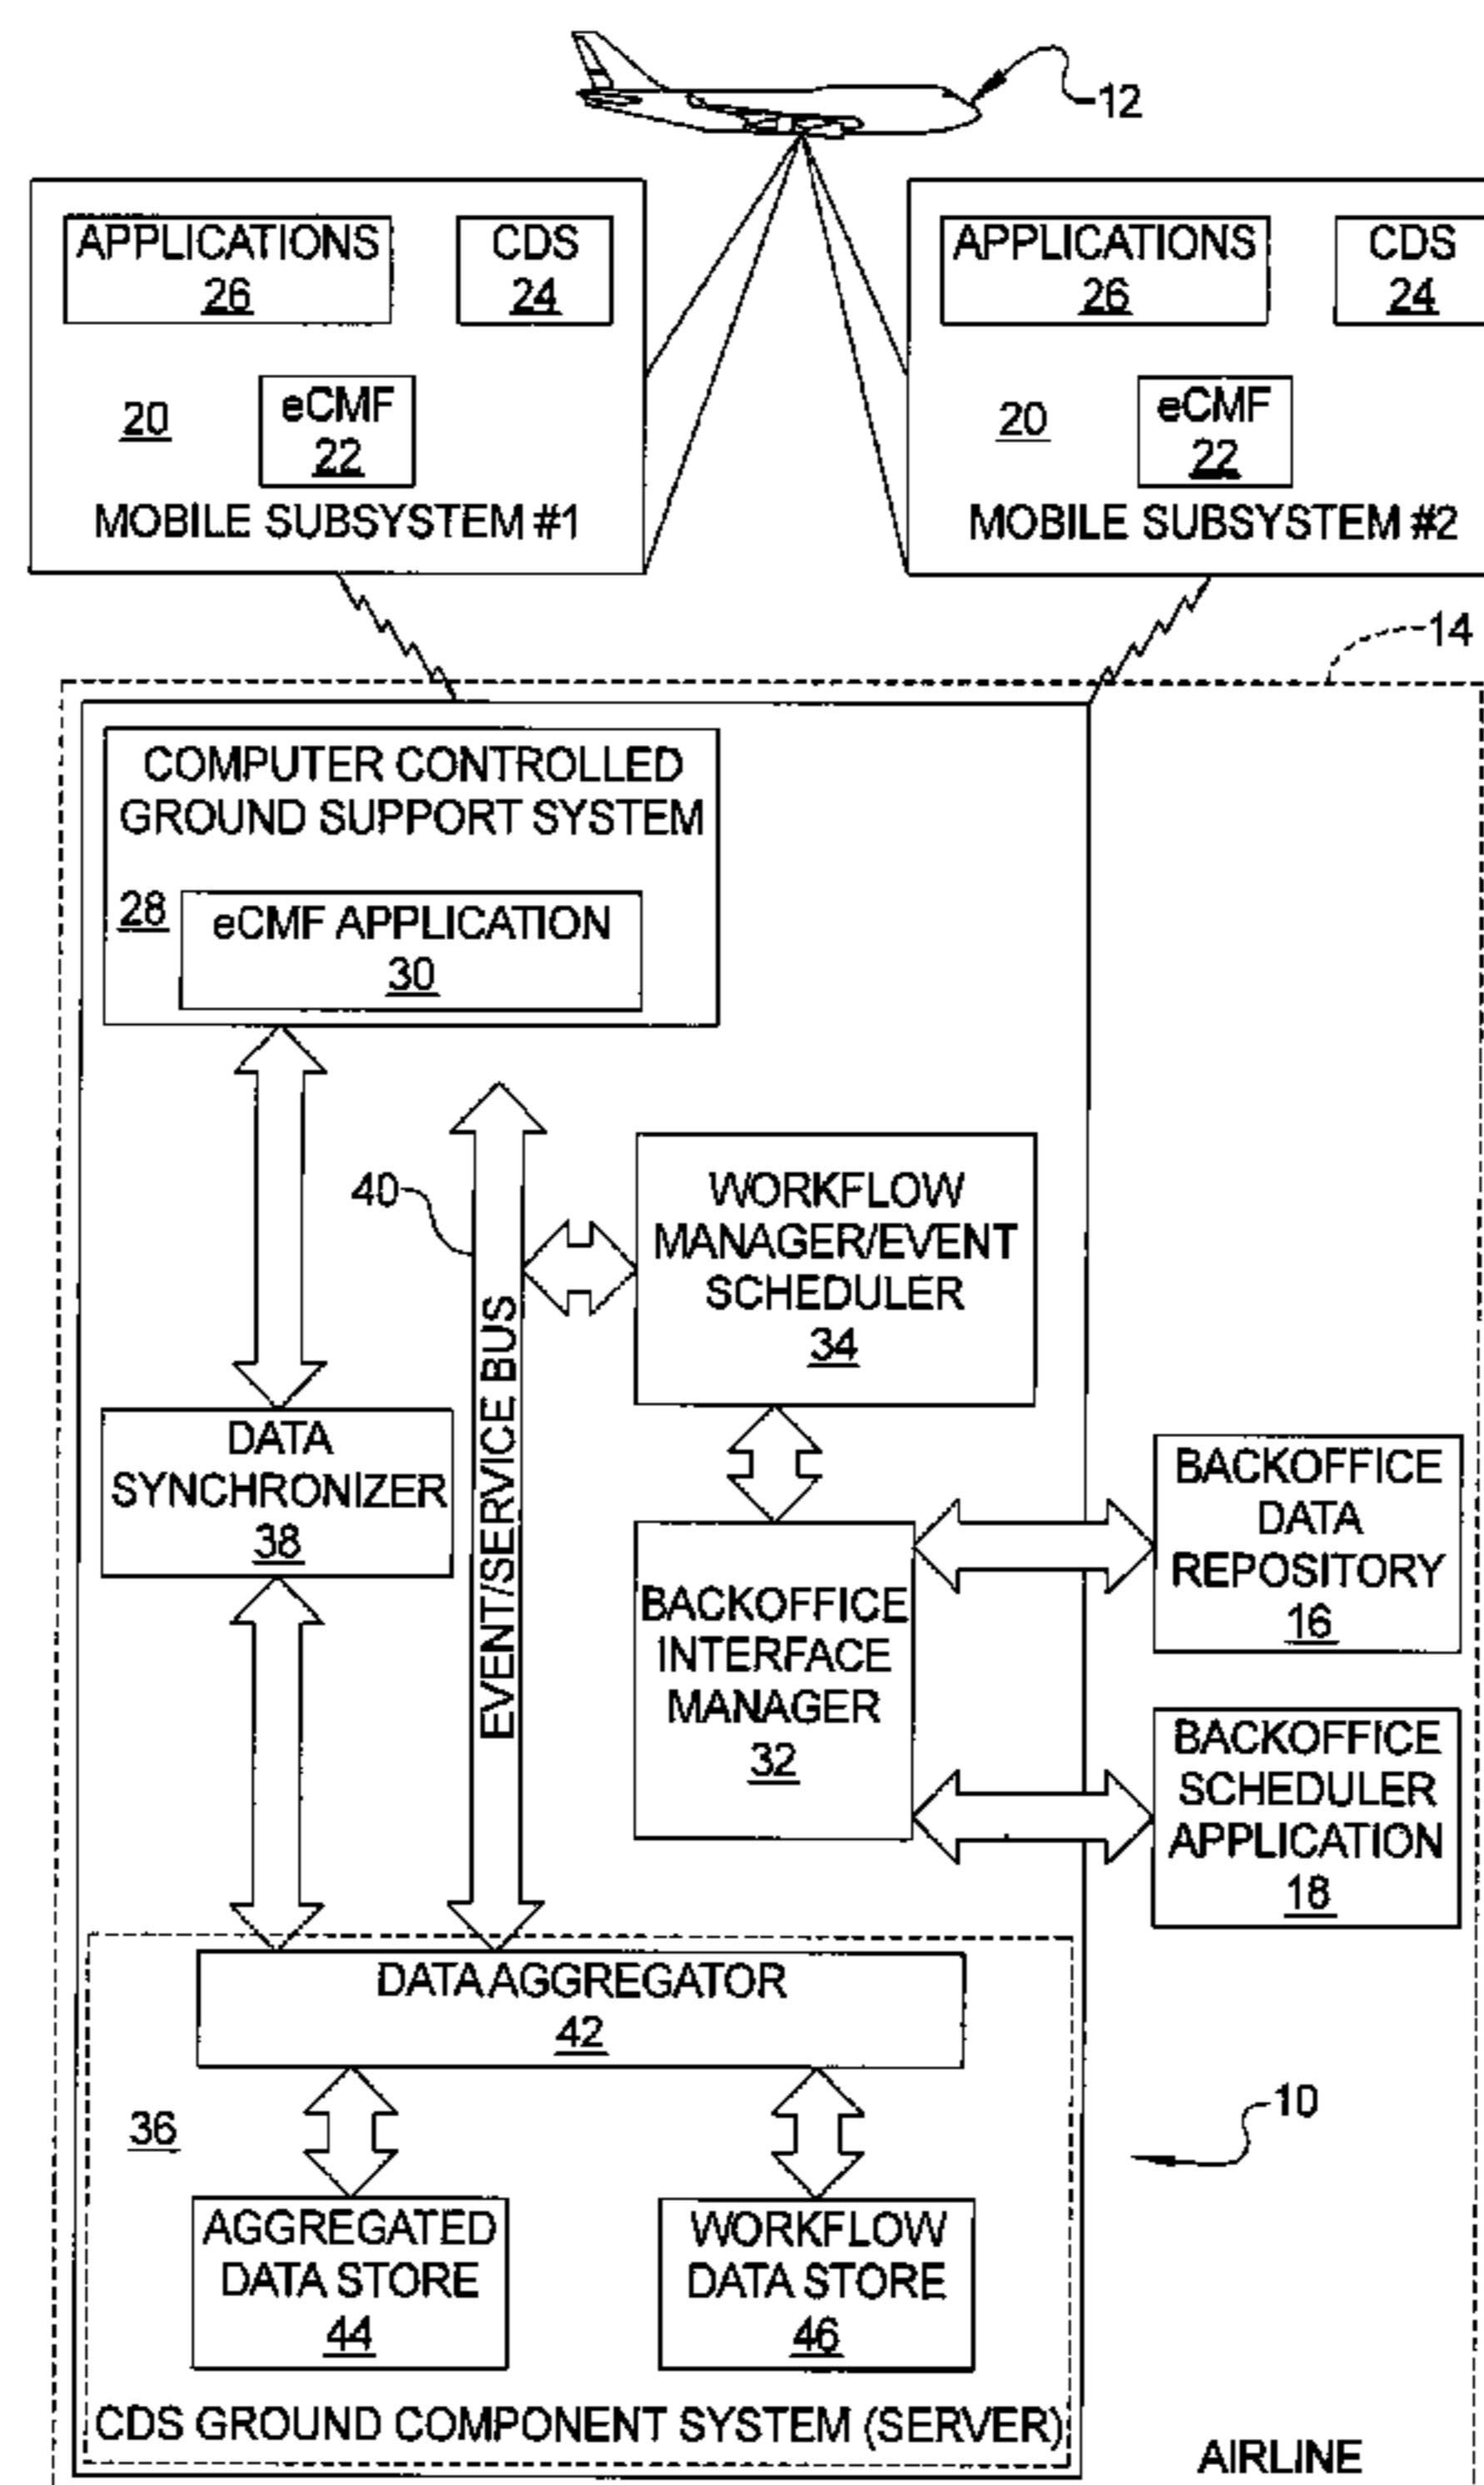 12
APPLICATIONS
26
CDS
24
20
eCMF
22
MOBILE SUBSYSTEM #1
APPLICATIONS
26
CDS
24
20
eCMF
22
MOBILE SUBSYSTEM #2
14
COMPUTER CONTROLLED
GROUND SUPPORT SYSTEM
28
eCMF APPLICATION
30
40
EVENT/SERVICE BUS
WORKFLOW
MANAGER/EVENT
SCHEDULER
34
DATA
SYNCHRONIZER
38
BACKOFFICE
INTERFACE
MANAGER
32
BACKOFFICE
DATA
REPOSITORY
16
BACKOFFICE
SCHEDULER
APPLICATION
18
DATA AGGREGATOR
42
36
10
AGGREGATED
DATA STORE
44
WORKFLOW
DATA STORE
46
CDS GROUND COMPONENT SYSTEM (SERVER)
AIRLINE